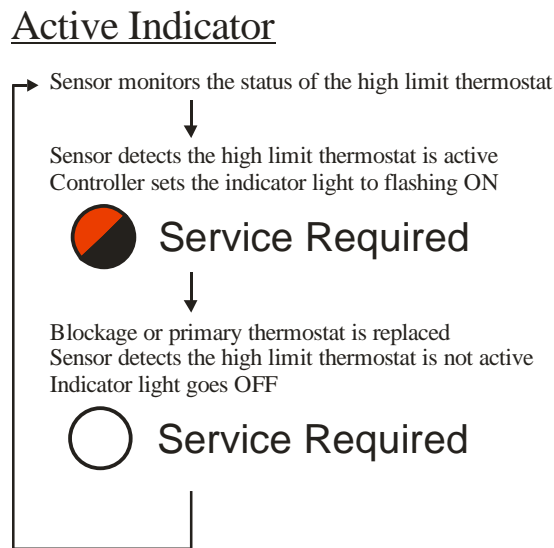 Active Indicator
Sensor monitors the status of the high limit thermostat
Sensor detects the high limit thermostat is active
Controller sets the indicator light to flashing ON
Service Required
Blockage or primary thermostat is replaced
Sensor detects the high limit thermostat is not active
Indicator light goes OFF
Service Required